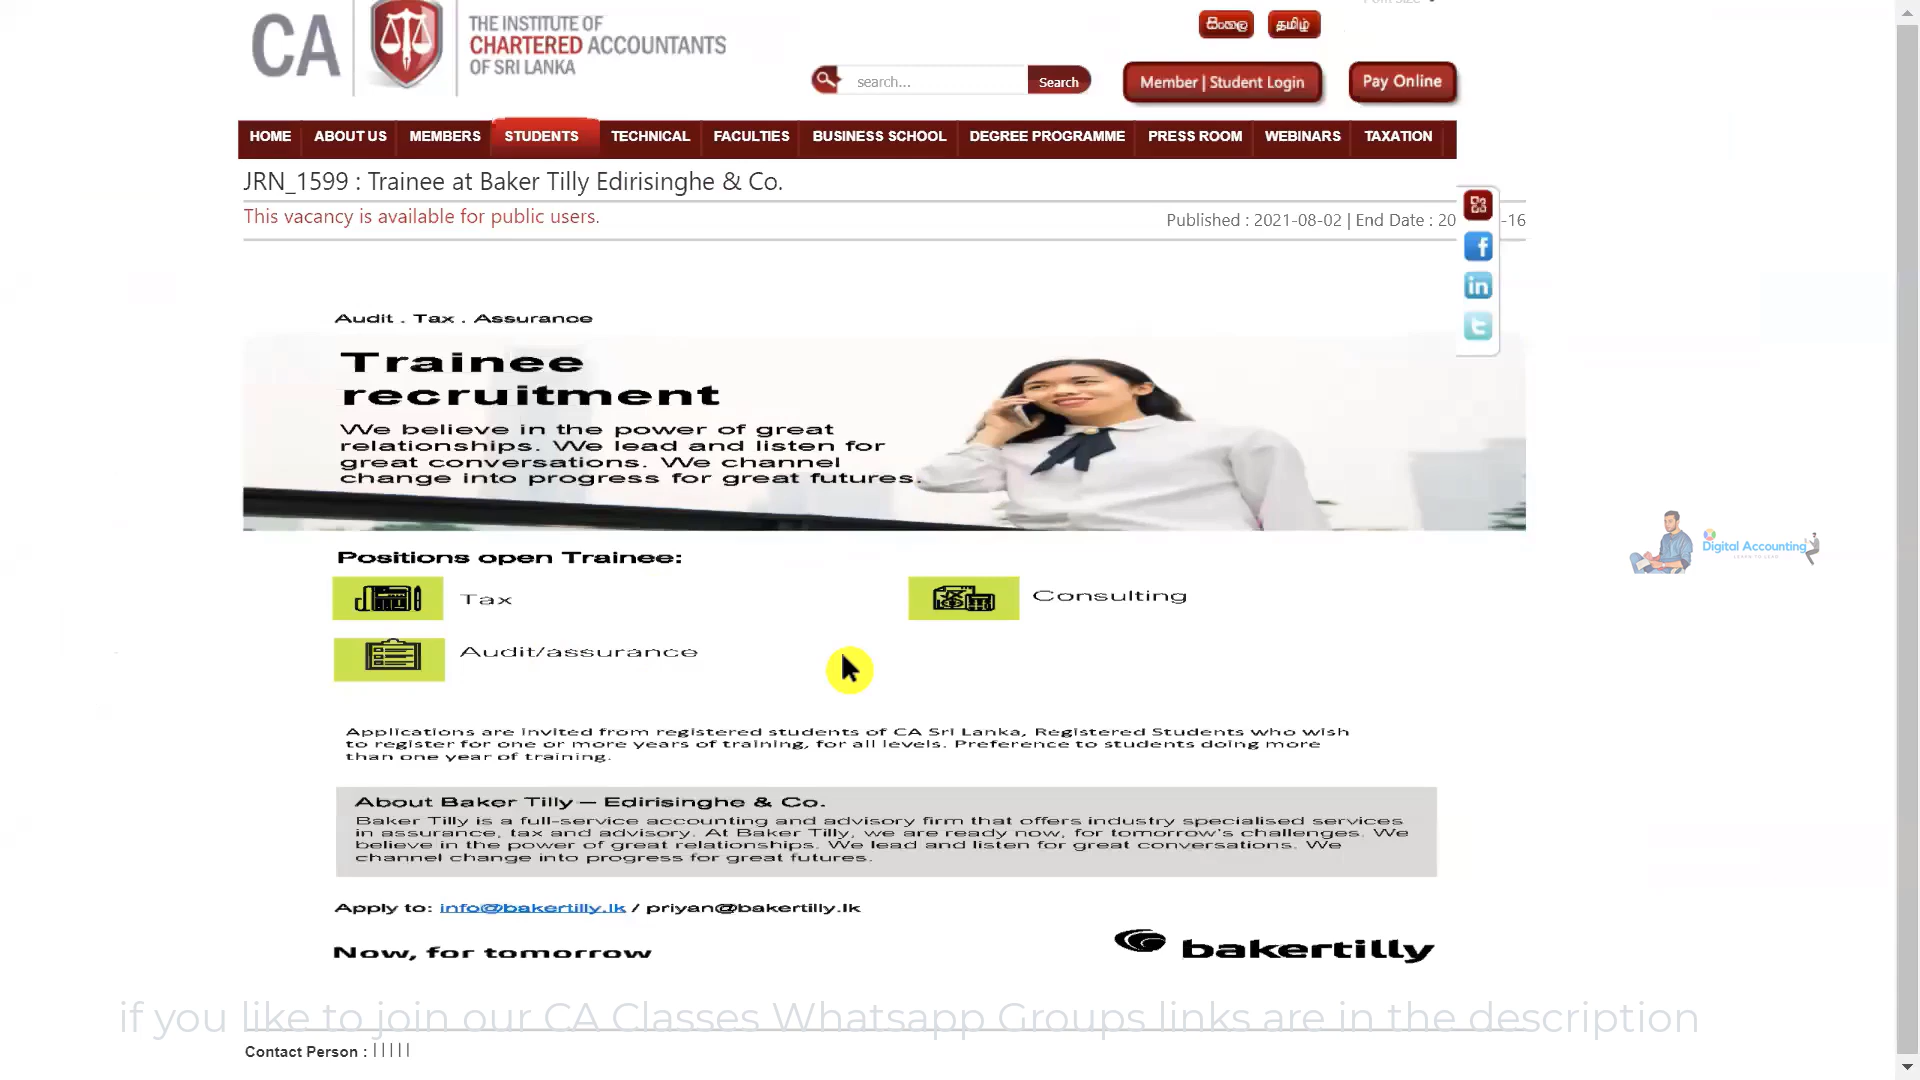 CA
THE INSTITUTE OF
CHARTERED ACCOUNTANTS
OF SRI LANKA
සිංහල
தமிழ்
search...
Search
Member | Student Login
Pay Online
HOME
ABOUT US
MEMBERS
STUDENTS
TECHNICAL
FACULTIES
BUSINESS SCHOOL
DEGREE PROGRAMME
PRESS ROOM
WEBINARS
TAXATION
JRN_1599 : Trainee at Baker Tilly Edirisinghe & Co.
This vacancy is available for public users.
Published : 2021-08-02 | End Date : 20 -16
Audit . Tax . Assurance
Trainee
recruitment
We believe in the power of great
relationships. We lead and listen for
great conversations. We channel
change into progress for great futures.
Positions open Trainee:
Tax
Consulting
Audit/assurance
Digital Accounting
Applications are invited from registered students of CA Sri Lanka, Registered Students who wish
to register for one or more years of training, for all levels. Preference to students doing more
than one year of training.
About Baker Tilly – Edirisinghe & Co.
Baker Tilly is a full-service accounting and advisory firm that offers industry specialised services
in assurance, tax and advisory. At Baker Tilly, we are ready now, for tomorrow's challenges. We
believe in the power of great relationships. We lead and listen for great conversations. We
channel change into progress for great futures.
Apply to: info@bakertilly.lk / priyan@bakertilly.lk
Now, for tomorrow
bakertilly
if you like to join our CA Classes Whatsapp Groups links are in the description
Contact Person : | | | | |